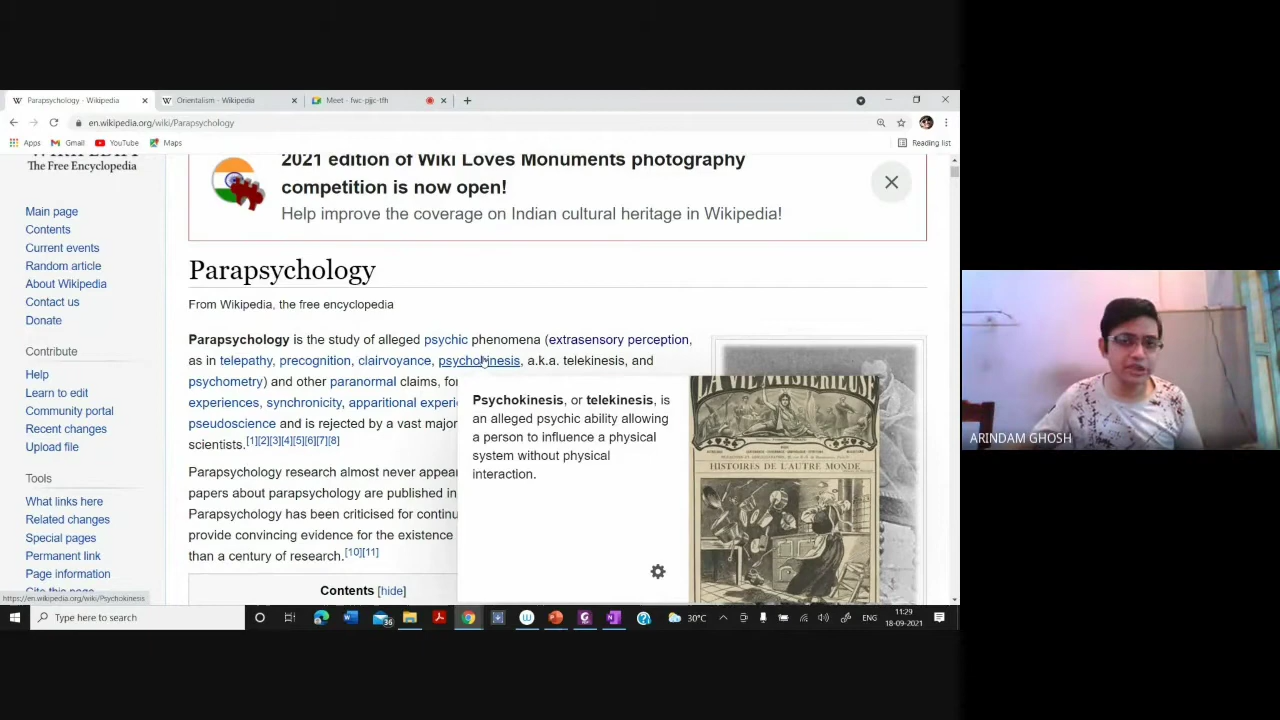 Parapsychology - Wikipedia
Orientalism - Wikipedia
Meet - fwc-pjjc-tfh
en.wikipedia.org/wiki/Parapsychology
Apps
Gmail
YouTube
Maps
Reading list
The Free Encyclopedia
Main page
Contents
Current events
Random article
About Wikipedia
Contact us
Donate
Contribute
Help
Learn to edit
Community portal
Recent changes
Upload file
Tools
What links here
Related changes
Special pages
Permanent link
Page information
Cite this page
https://en.wikipedia.org/wiki/Psychokinesis
2021 edition of Wiki Loves Monuments photography
competition is now open!
Help improve the coverage on Indian cultural heritage in Wikipedia!
Parapsychology
From Wikipedia, the free encyclopedia
Parapsychology is the study of alleged psychic phenomena (extrasensory perception,
as in telepathy, precognition, clairvoyance, psychokinesis, a.k.a. telekinesis, and
psychometry) and other paranormal claims, for
experiences, synchronicity, apparitional experi
pseudoscience and is rejected by a vast major
scientists.[1][2][3][4][5][6][7][8]
Parapsychology research almost never appear
papers about parapsychology are published in
Parapsychology has been criticised for continu
provide convincing evidence for the existence
than a century of research.[10][11]
Contents [hide]
Psychokinesis, or telekinesis, is
an alleged psychic ability allowing
a person to influence a physical
system without physical
interaction.
LA VIE MYSTERIEUSE
HISTOIRES DE L'AUTRE MONDE
ARINDAM GHOSH
Type here to search
36
30°C
ENG
11:29
18-09-2021